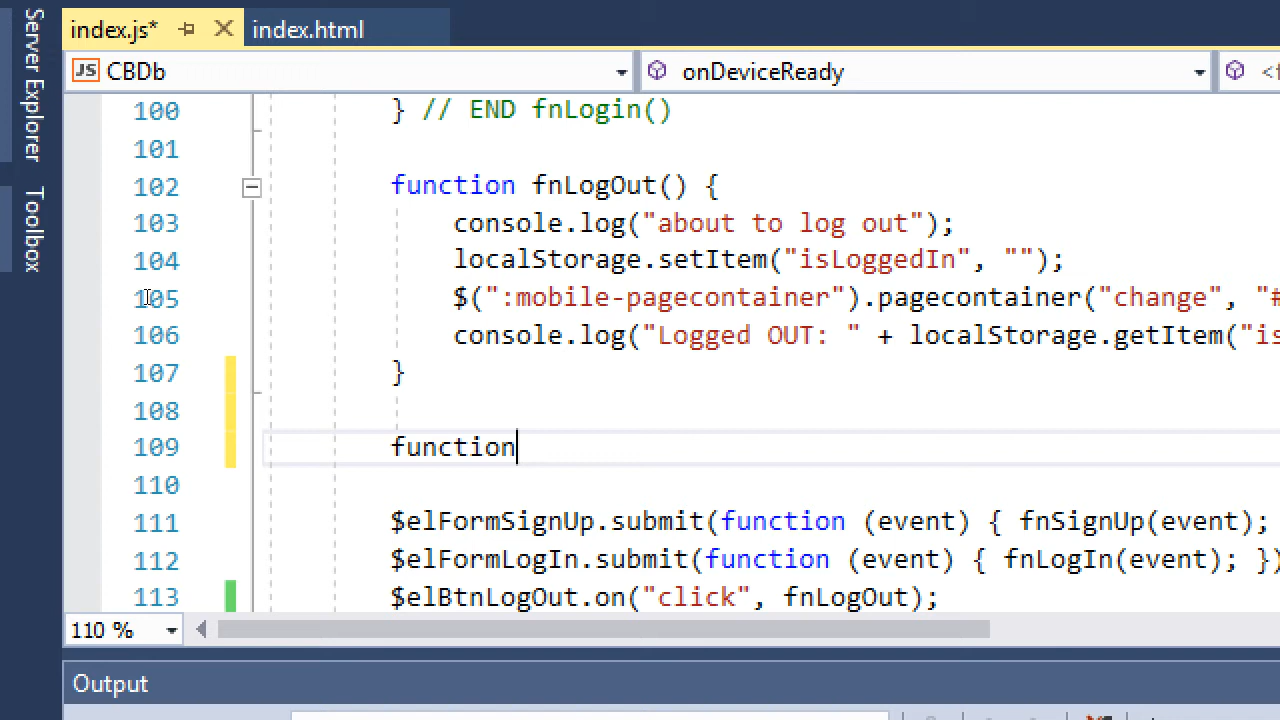 Server Explorer
Toolbox
index.js*
index.html
JS CBDb
onDeviceReady
100 } // END fnLogin()
101
102 function fnLogOut() {
103 console.log("about to log out");
104 localStorage.setItem("isLoggedIn", "");
105 $(":mobile-pagecontainer").pagecontainer("change", "#
106 console.log("Logged OUT: " + localStorage.getItem("is
107 }
108
109 function
110
111 $elFormSignUp.submit(function (event) { fnSignUp(event);
112 $elFormLogIn.submit(function (event) { fnLogIn(event); })
113 $elBtnLogOut.on("click", fnLogOut);
110 %
Output